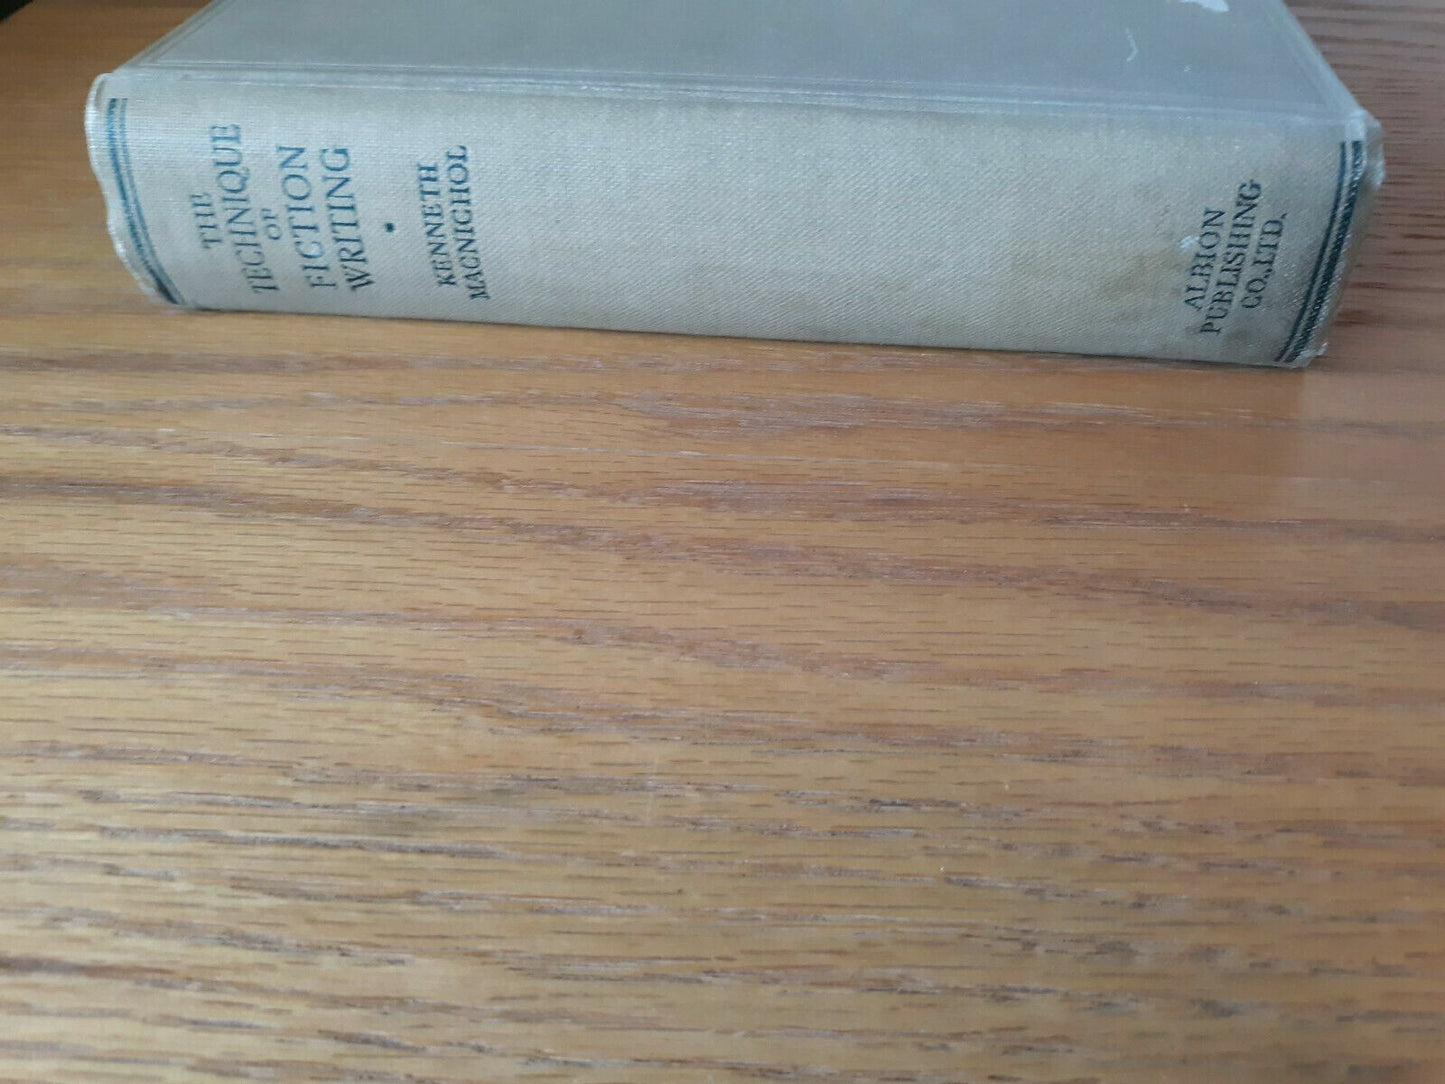 THE
TECHNIQUE
OF
FICTION
WRITING
•
KENNETH
MACNICHOL
ALBION
PUBLISHING
CO., LTD.